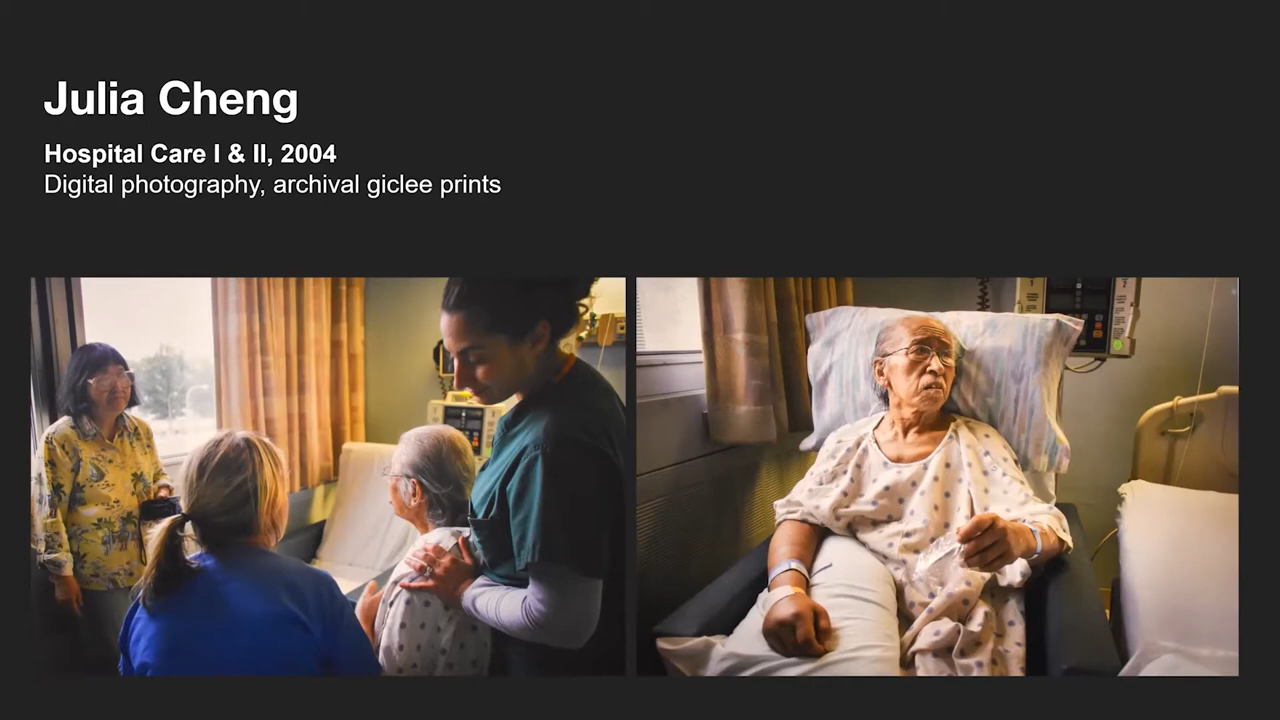 Julia Cheng
Hospital Care I & II, 2004
Digital photography, archival giclee prints